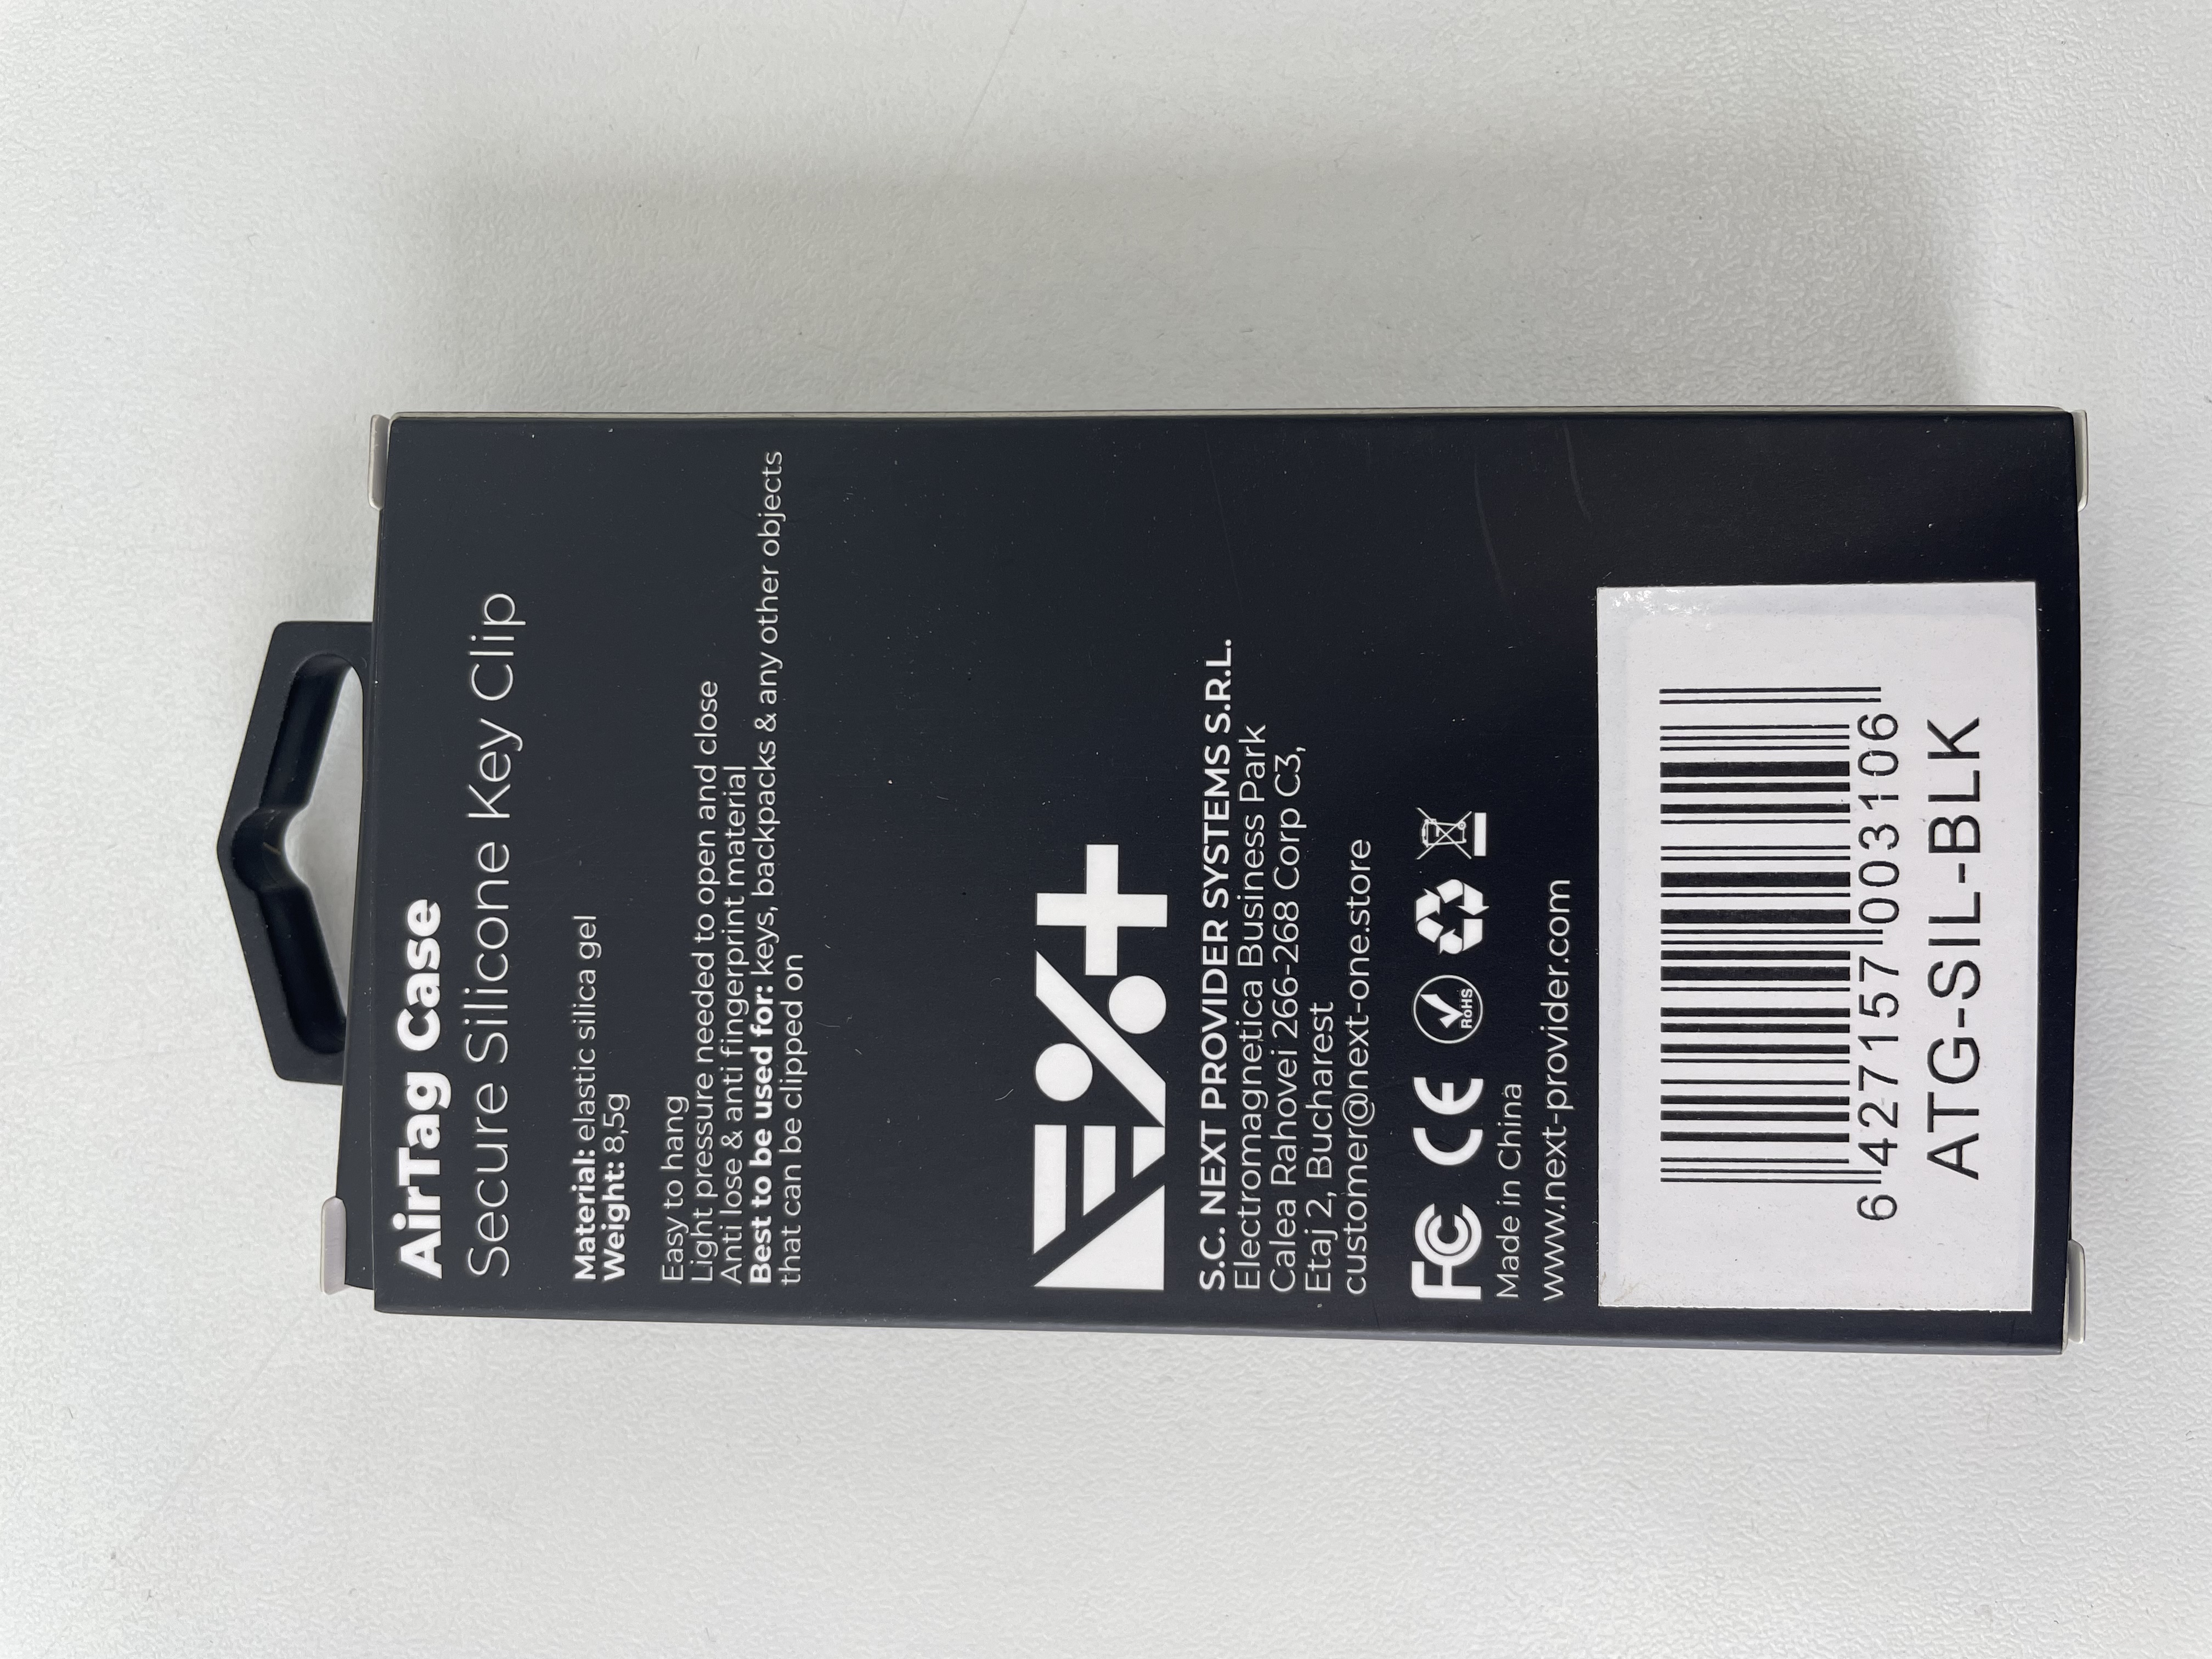 AirTag Case
Secure Silicone Key Clip
Material: elastic silica gel
Weight: 8,5g
Easy to hang
Light pressure needed to open and close
Anti lose & anti fingerprint material
Best to be used for: keys, backpacks & any other objects
that can be clipped on
S.C. NEXT PROVIDER SYSTEMS S.R.L.
Electromagnetica Business Park
Calea Rahovei 266-268 Corp C3,
Etaj 2, Bucharest
customer@next-one.store
FC CE RoHS
Made in China
www.next-provider.com
6 427157 003106
ATG-SIL-BLK